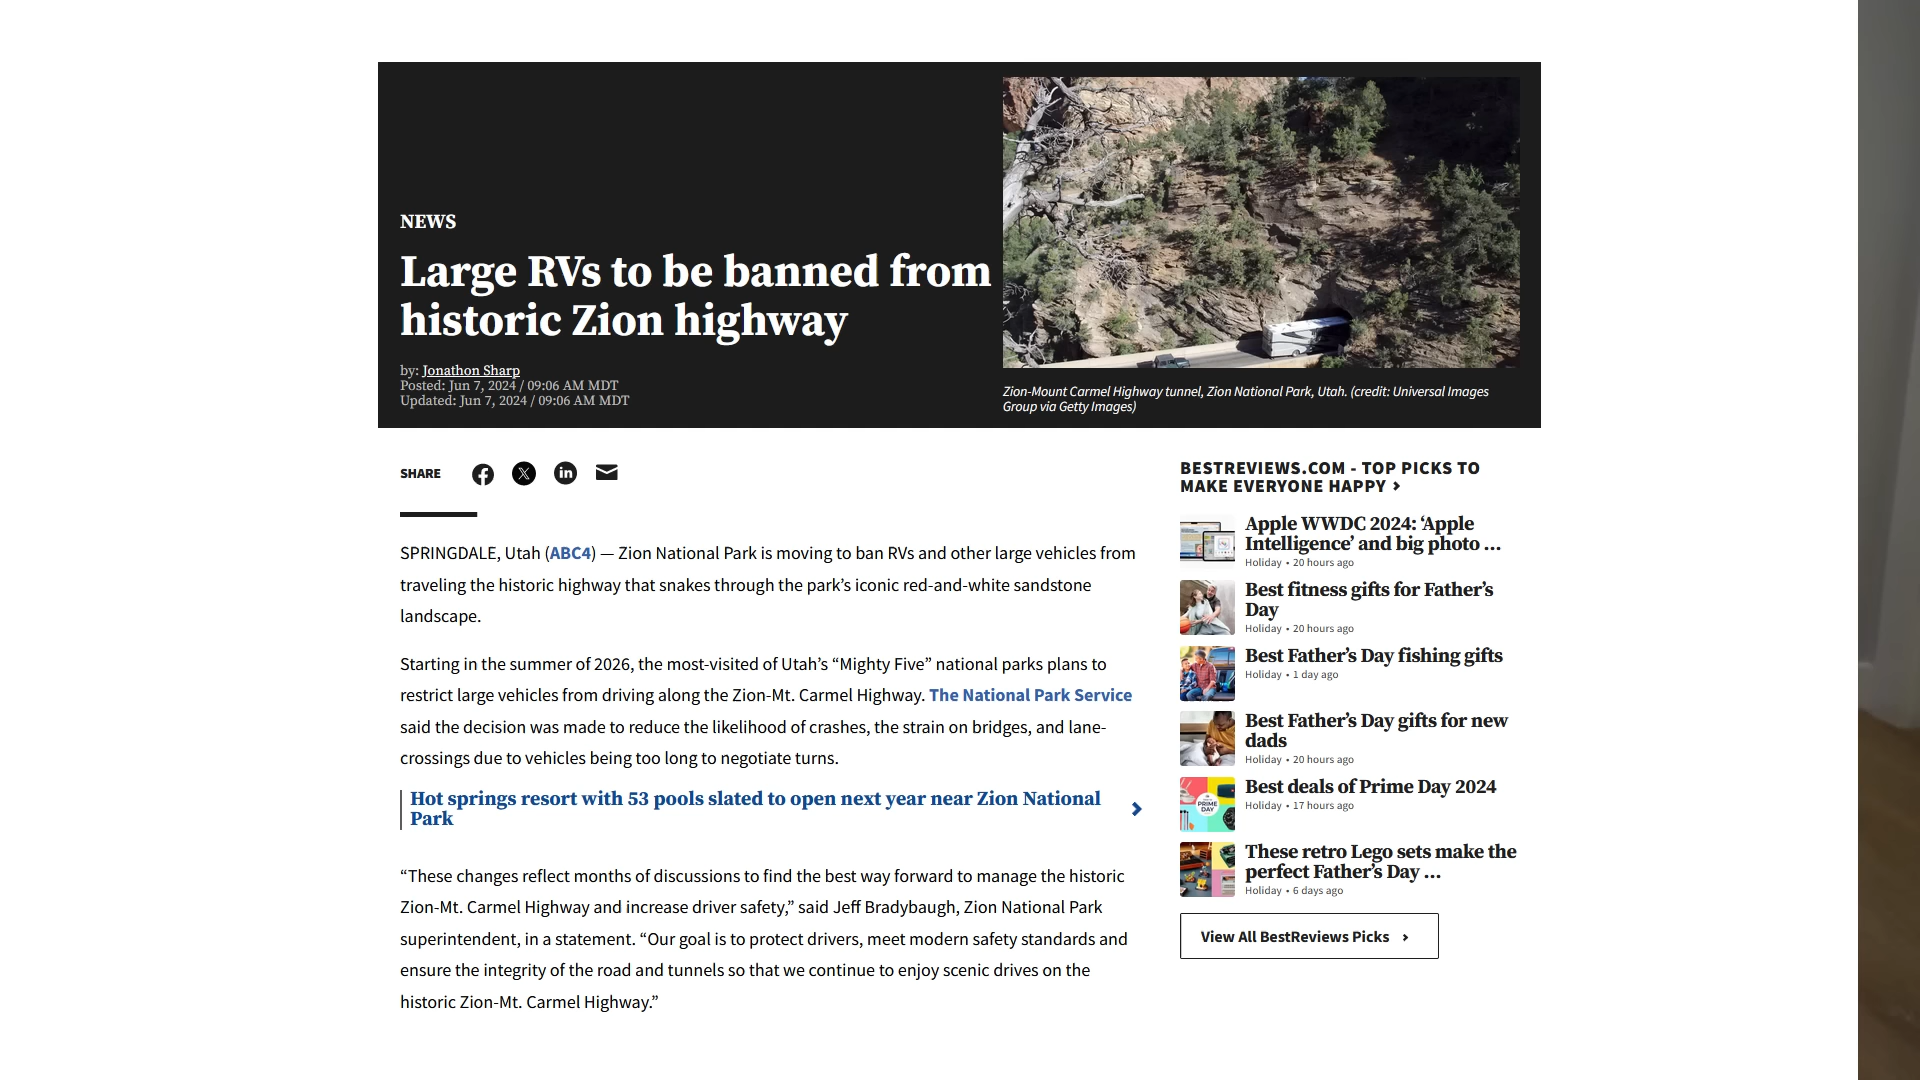 NEWS
Large RVs to be banned from
historic Zion highway
by: Jonathon Sharp
Posted: Jun 7, 2024 / 09:06 AM MDT
Updated: Jun 7, 2024 / 09:06 AM MDT
Zion-Mount Carmel Highway tunnel, Zion National Park, Utah. (credit: Universal Images
Group via Getty Images)
SHARE
SPRINGDALE, Utah (ABC4) — Zion National Park is moving to ban RVs and other large vehicles from
traveling the historic highway that snakes through the park’s iconic red-and-white sandstone
landscape.
Starting in the summer of 2026, the most-visited of Utah’s “Mighty Five” national parks plans to
restrict large vehicles from driving along the Zion-Mt. Carmel Highway. The National Park Service
said the decision was made to reduce the likelihood of crashes, the strain on bridges, and lane-
crossings due to vehicles being too long to negotiate turns.
Hot springs resort with 53 pools slated to open next year near Zion National
Park
“These changes reflect months of discussions to find the best way forward to manage the historic
Zion-Mt. Carmel Highway and increase driver safety,” said Jeff Bradybaugh, Zion National Park
superintendent, in a statement. “Our goal is to protect drivers, meet modern safety standards and
ensure the integrity of the road and tunnels so that we continue to enjoy scenic drives on the
historic Zion-Mt. Carmel Highway.”
BESTREVIEWS.COM - TOP PICKS TO
MAKE EVERYONE HAPPY ›
Apple WWDC 2024: ‘Apple
Intelligence’ and big photo …
Holiday • 20 hours ago
Best fitness gifts for Father’s
Day
Holiday • 20 hours ago
Best Father’s Day fishing gifts
Holiday • 1 day ago
Best Father’s Day gifts for new
dads
Holiday • 20 hours ago
PRIME
DAY
Best deals of Prime Day 2024
Holiday • 17 hours ago
These retro Lego sets make the
perfect Father’s Day …
Holiday • 6 days ago
View All BestReviews Picks ›